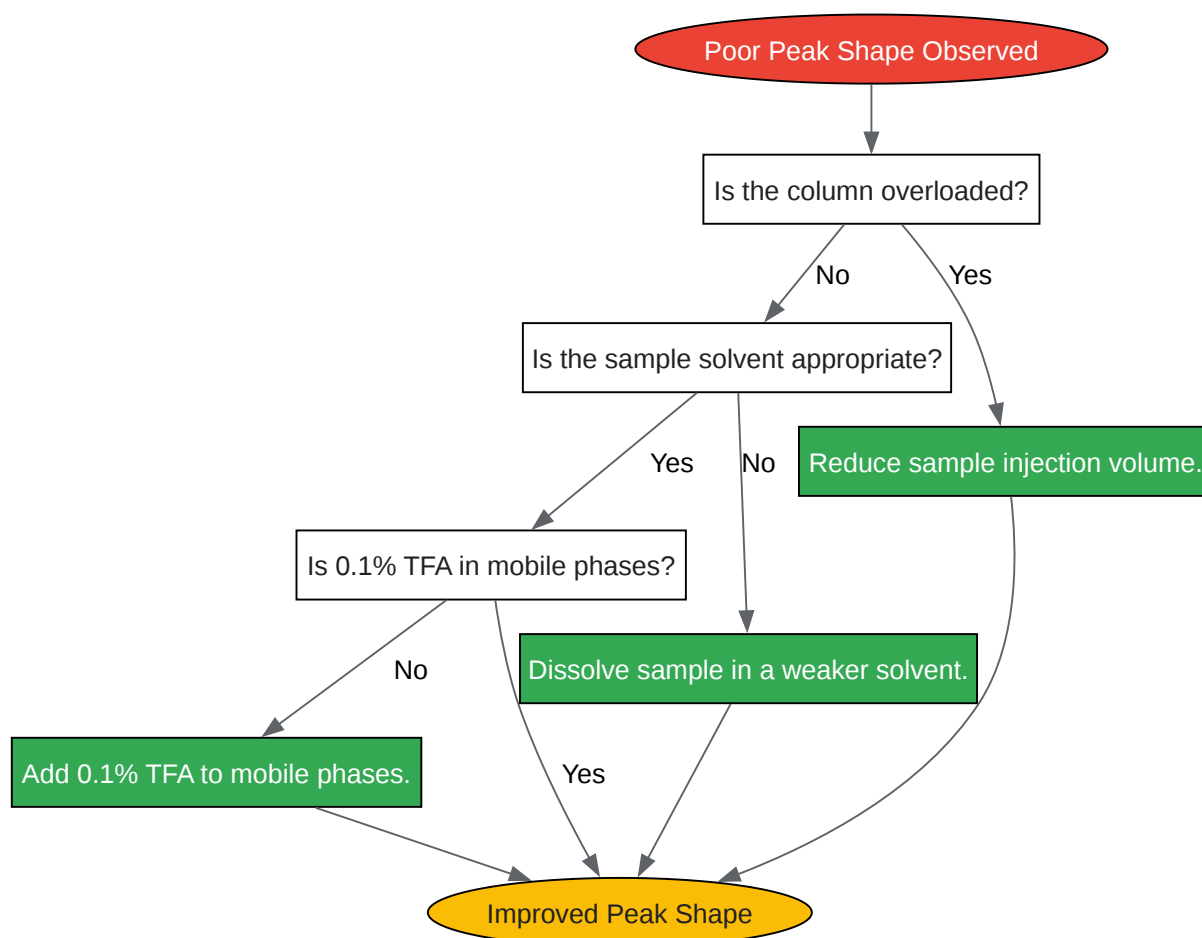 Poor Peak Shape Observed
Is the column overloaded?
No
Yes
Is the sample solvent appropriate?
Yes
No
Reduce sample injection volume.
Is 0.1% TFA in mobile phases?
No
Dissolve sample in a weaker solvent.
Add 0.1% TFA to mobile phases.
Yes
Improved Peak Shape